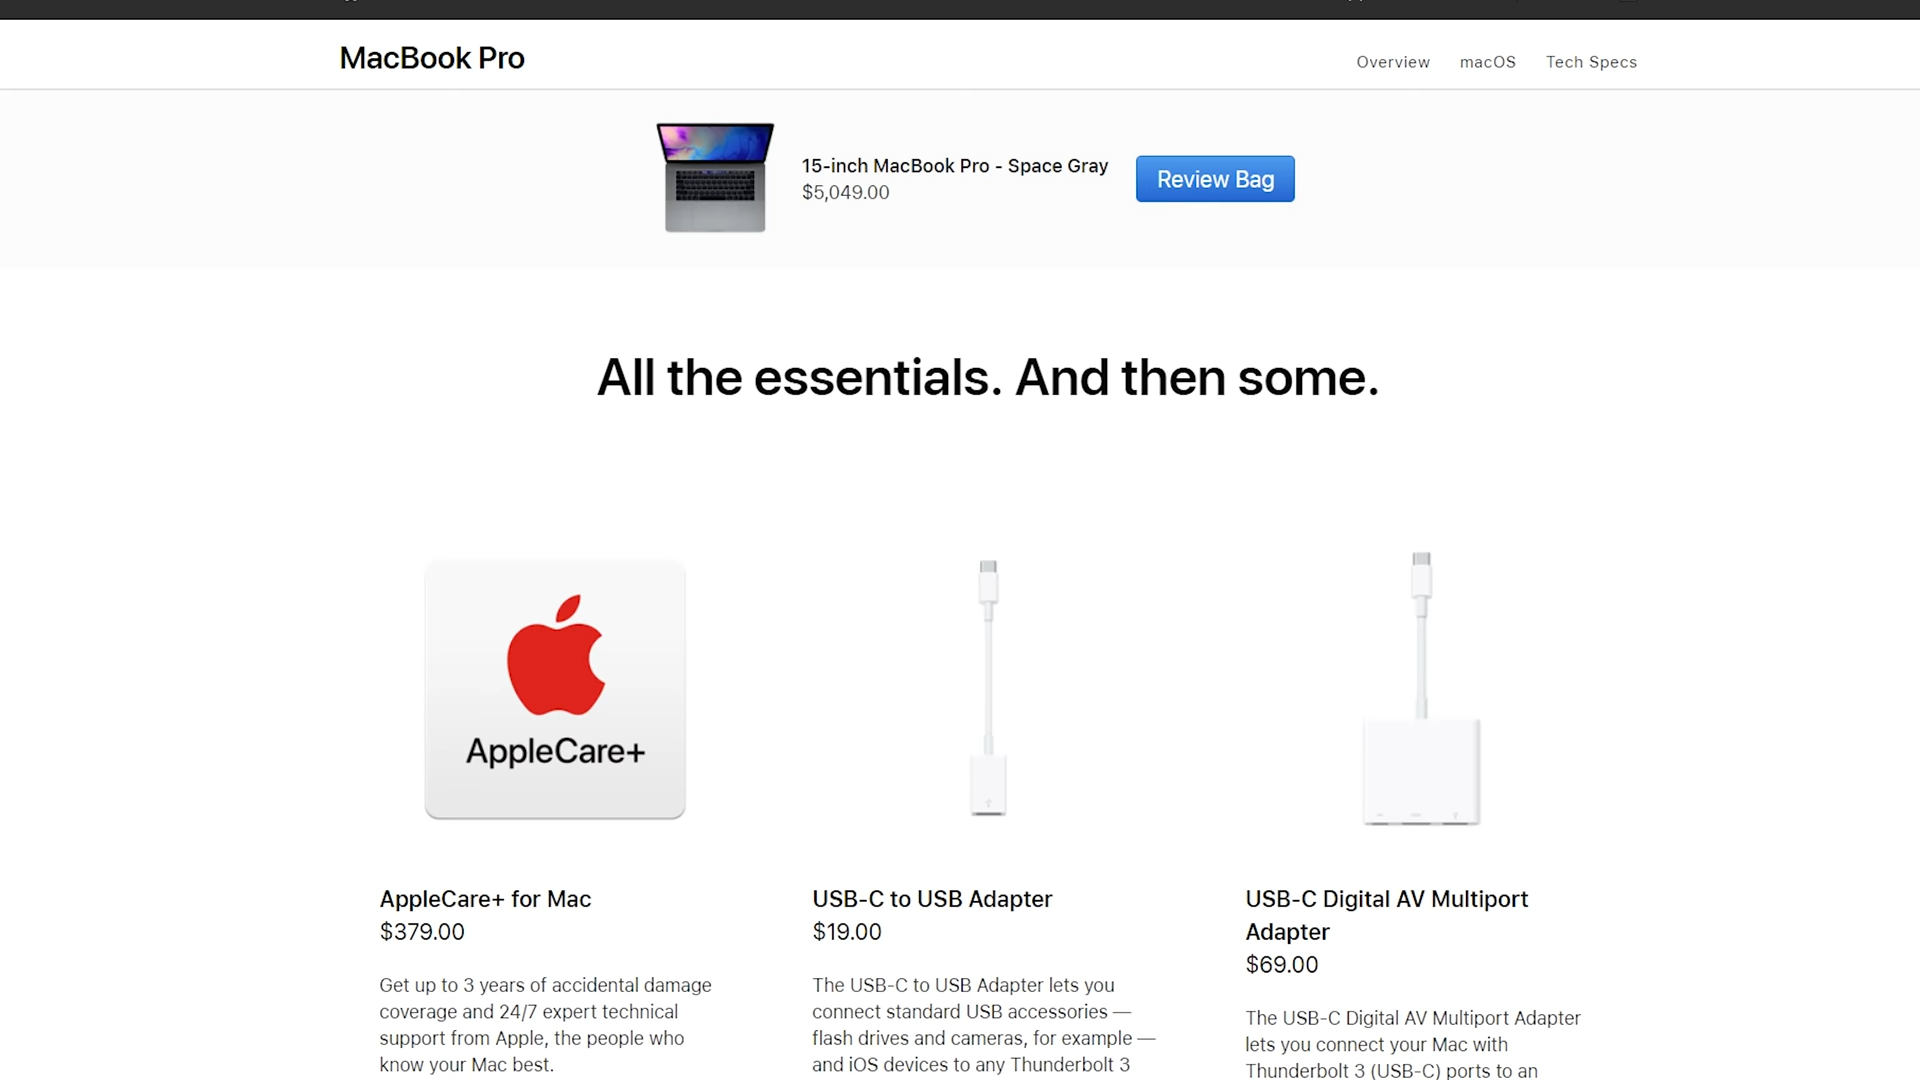 MacBook Pro
Overview macOS Tech Specs
15-inch MacBook Pro - Space Gray
$5,049.00
Review Bag
All the essentials. And then some.
AppleCare+
AppleCare+ for Mac
$379.00
Get up to 3 years of accidental damage
coverage and 24/7 expert technical
support from Apple, the people who
know your Mac best.
USB-C to USB Adapter
$19.00
The USB-C to USB Adapter lets you
connect standard USB accessories —
flash drives and cameras, for example —
and iOS devices to any Thunderbolt 3
USB-C Digital AV Multiport
Adapter
$69.00
The USB-C Digital AV Multiport Adapter
lets you connect your Mac with
Thunderbolt 3 (USB-C) ports to an